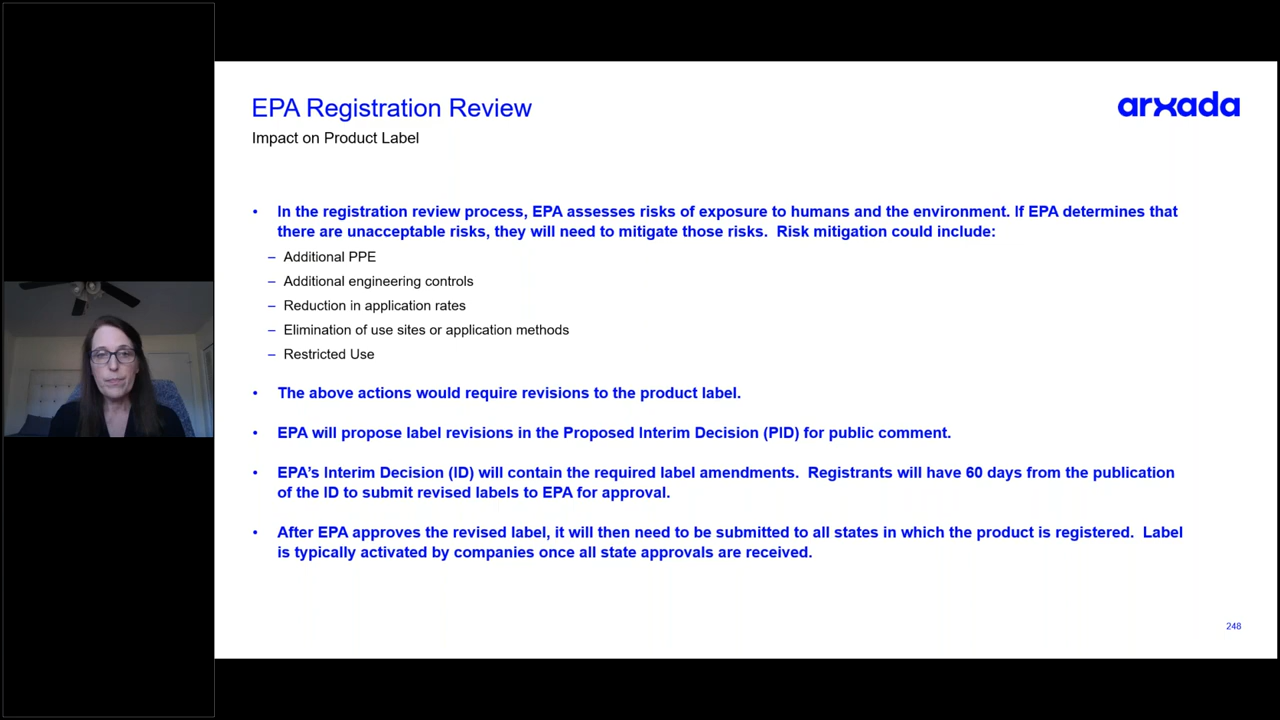 EPA Registration Review
arxada
Impact on Product Label
• In the registration review process, EPA assesses risks of exposure to humans and the environment. If EPA determines that
there are unacceptable risks, they will need to mitigate those risks. Risk mitigation could include:
– Additional PPE
– Additional engineering controls
– Reduction in application rates
– Elimination of use sites or application methods
– Restricted Use
• The above actions would require revisions to the product label.
• EPA will propose label revisions in the Proposed Interim Decision (PID) for public comment.
• EPA’s Interim Decision (ID) will contain the required label amendments. Registrants will have 60 days from the publication
of the ID to submit revised labels to EPA for approval.
• After EPA approves the revised label, it will then need to be submitted to all states in which the product is registered. Label
is typically activated by companies once all state approvals are received.
248